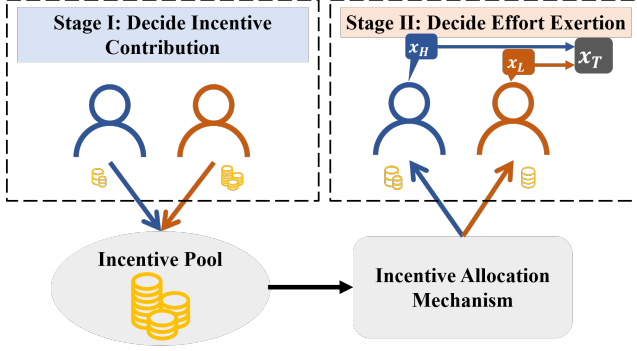 Stage I: Decide Incentive
Contribution
Stage II: Decide Effort Exertion
x_H
x_L
x_T
Incentive Pool
Incentive Allocation
Mechanism